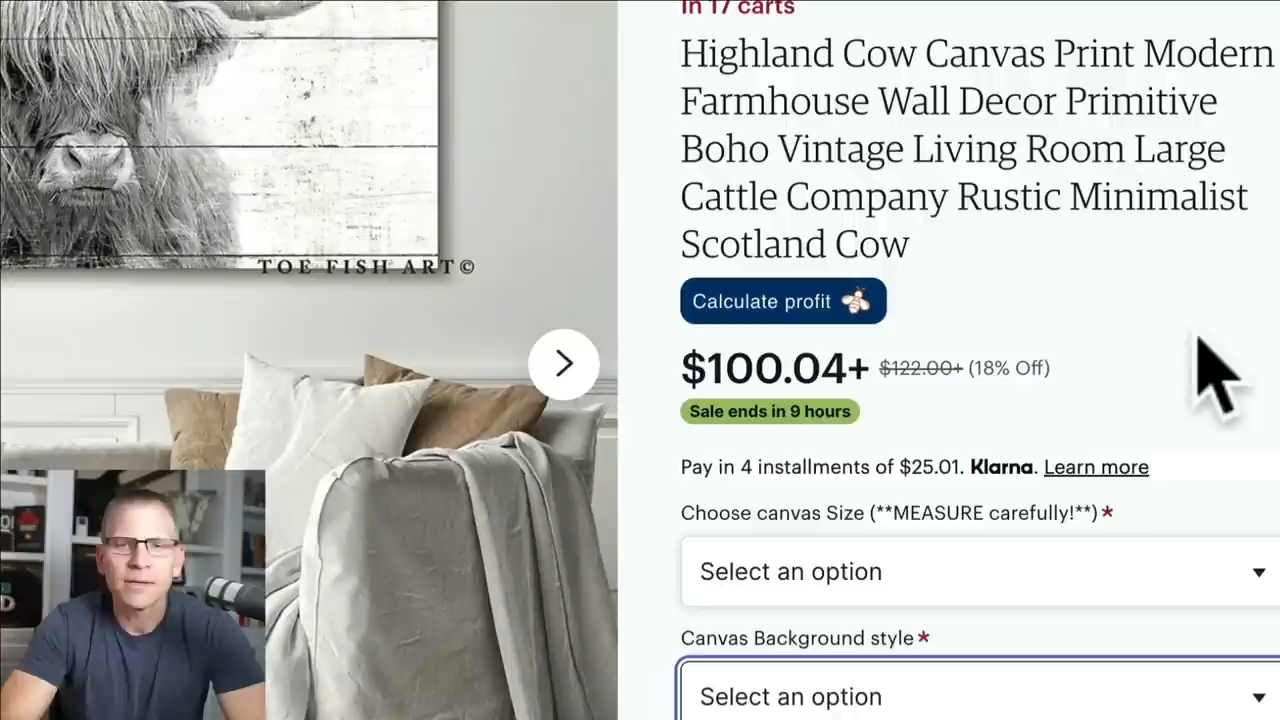 In 17 carts
Highland Cow Canvas Print Modern
Farmhouse Wall Decor Primitive
Boho Vintage Living Room Large
Cattle Company Rustic Minimalist
Scotland Cow
Calculate profit
$100.04+ $122.00+ (18% Off)
Sale ends in 9 hours
Pay in 4 installments of $25.01. Klarna. Learn more
Choose canvas Size (**MEASURE carefully!**)*
Select an option
Canvas Background style*
Select an option
TOE FISH ART©